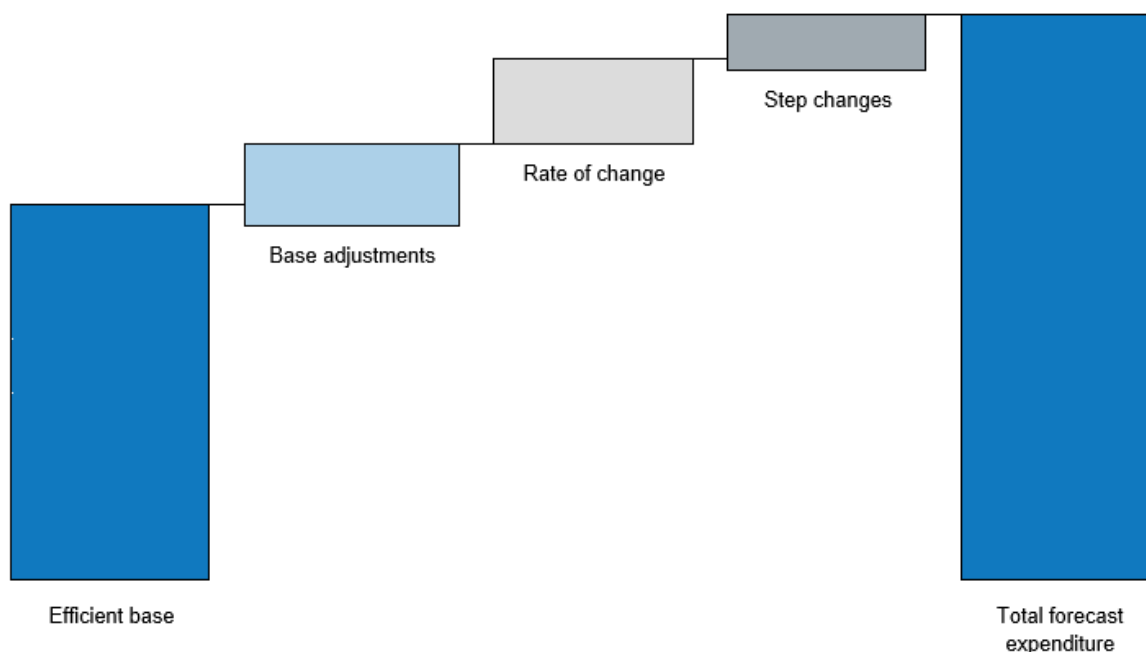 Step changes
Rate of change
Base adjustments
Efficient base
Total forecast
expenditure